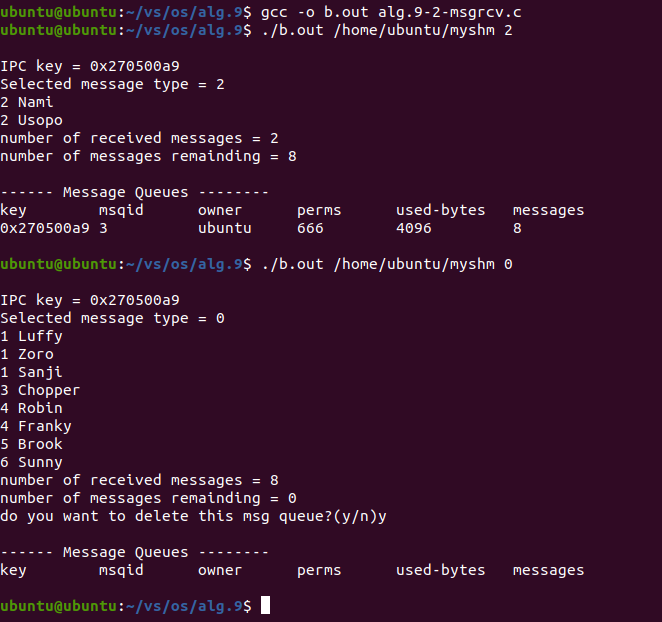 ubuntu@ubuntu:~/vs/os/alg.9$ gcc -o b.out alg.9-2-msgrcv.c
ubuntu@ubuntu:~/vs/os/alg.9$ ./b.out /home/ubuntu/myshm 2
IPC key = 0x270500a9
Selected message type = 2
2 Nami
2 Usopo
number of received messages = 2
number of messages remainding = 8
------ Message Queues --------
key        msqid      owner      perms      used-bytes   messages
0x270500a9 3          ubuntu     666        4096         8
ubuntu@ubuntu:~/vs/os/alg.9$ ./b.out /home/ubuntu/myshm 0
IPC key = 0x270500a9
Selected message type = 0
1 Luffy
1 Zoro
1 Sanji
3 Chopper
4 Robin
4 Franky
5 Brook
6 Sunny
number of received messages = 8
number of messages remainding = 0
do you want to delete this msg queue?(y/n)y
------ Message Queues --------
key        msqid      owner      perms      used-bytes   messages
ubuntu@ubuntu:~/vs/os/alg.9$